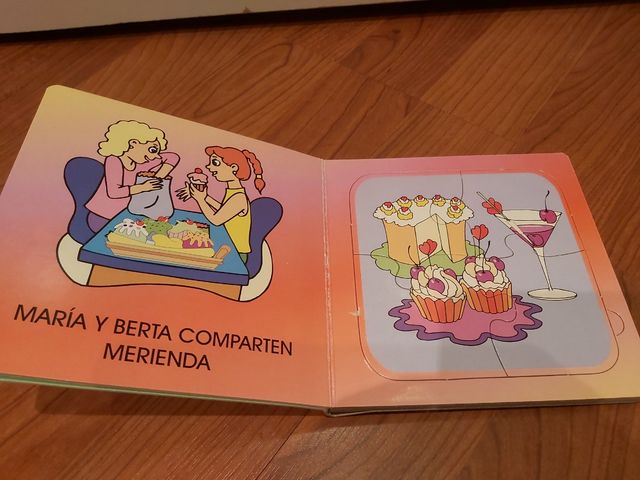 MARÍA Y BERTA COMPARTEN
MERIENDA